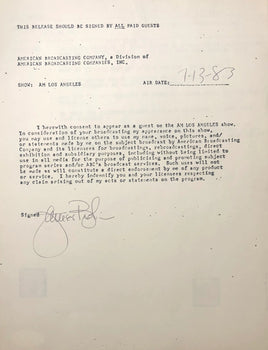 THIS RELEASE SHOULD BE SIGNED BY ALL PAID GUESTS
AMERICAN BROADCASTING COMPANY, a Division of
AMERICAN BROADCASTING COMPANIES, INC.
SHOW: AM LOS ANGELES AIR DATE: 7-13-83
I herewith consent to appear as a guest on the AM LOS ANGELES show.
In consideration of your broadcasting my appearance on this show,
you may use and license others to use my name, voice, pictures, and/
or statements made by me on the subject broadcast by American Broadcasting
Company and its licensees for broadcastings, rebroadcastings, direct
exhibition and subsidiary purposes, including without being limited to
use in all media for the purpose of publicizing and promoting subject
program series and/or ABC's broadcast services. Such uses will not
be made so will constitute a direct endorsement by me of any product
or service. I hereby indemnify you and your licensees respecting
any claim arising out of my acts or statements on the program.
Signed